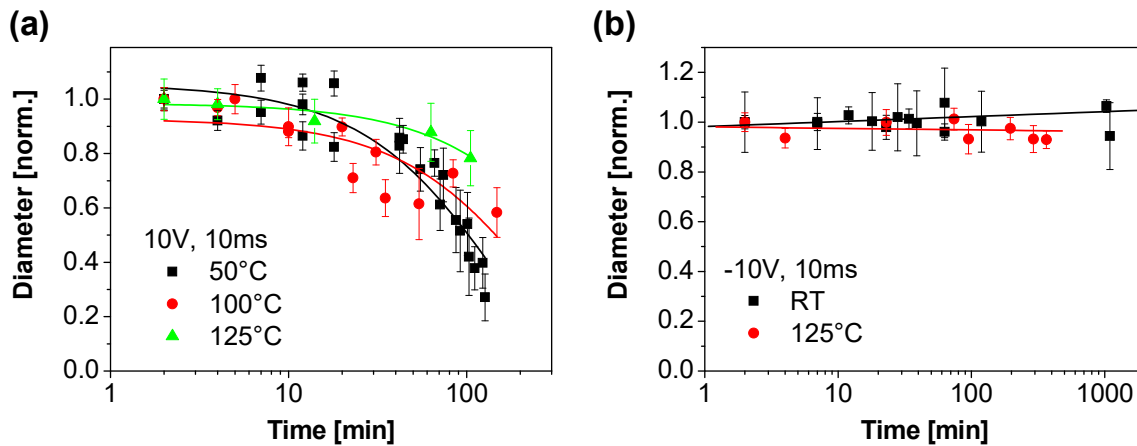 (a)
Diameter [norm.]
1.0
0.8
0.6
0.4
0.2
0.0
10V, 10ms
50°C
100°C
125°C
1 10 100
Time [min]
(b)
Diameter [norm.]
1.2
1.0
0.8
0.6
0.4
0.2
0.0
-10V, 10ms
RT
125°C
1 10 100 1000
Time [min]